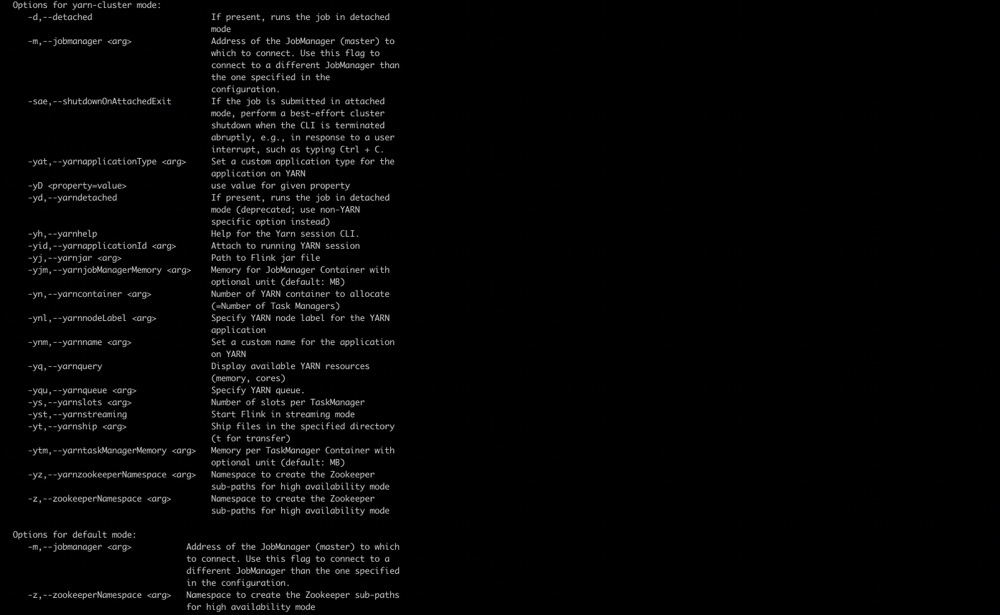 Options for yarn-cluster mode:
-d,--detached If present, runs the job in detached
mode
-m,--jobmanager <arg> Address of the JobManager (master) to
which to connect. Use this flag to
connect to a different JobManager than
the one specified in the
configuration.
-sae,--shutdownOnAttachedExit If the job is submitted in attached
mode, perform a best-effort cluster
shutdown when the CLI is terminated
abruptly, e.g., in response to a user
interrupt, such as typing Ctrl + C.
-yat,--yarnapplicationType <arg> Set a custom application type for the
application on YARN
-yD <property=value> use value for given property
-yd,--yarndetached If present, runs the job in detached
mode (deprecated; use non-YARN
specific option instead)
-yh,--yarnhelp Help for the Yarn session CLI.
-yid,--yarnapplicationId <arg> Attach to running YARN session
-yj,--yarnjar <arg> Path to Flink jar file
-yjm,--yarnjobManagerMemory <arg> Memory for JobManager Container with
optional unit (default: MB)
-yn,--yarncontainer <arg> Number of YARN container to allocate
(=Number of Task Managers)
-ynl,--yarnnodeLabel <arg> Specify YARN node label for the YARN
application
-ynm,--yarnname <arg> Set a custom name for the application
on YARN
-yq,--yarnquery Display available YARN resources
(memory, cores)
-yqu,--yarnqueue <arg> Specify YARN queue.
-ys,--yarnslots <arg> Number of slots per TaskManager
-yst,--yarnstreaming Start Flink in streaming mode
-yt,--yarnship <arg> Ship files in the specified directory
(t for transfer)
-ytm,--yarntaskManagerMemory <arg> Memory per TaskManager Container with
optional unit (default: MB)
-yz,--yarnzookeeperNamespace <arg> Namespace to create the Zookeeper
sub-paths for high availability mode
-z,--zookeeperNamespace <arg> Namespace to create the Zookeeper
sub-paths for high availability mode
Options for default mode:
-m,--jobmanager <arg> Address of the JobManager (master) to which
to connect. Use this flag to connect to a
different JobManager than the one specified
in the configuration.
-z,--zookeeperNamespace <arg> Namespace to create the Zookeeper sub-paths
for high availability mode